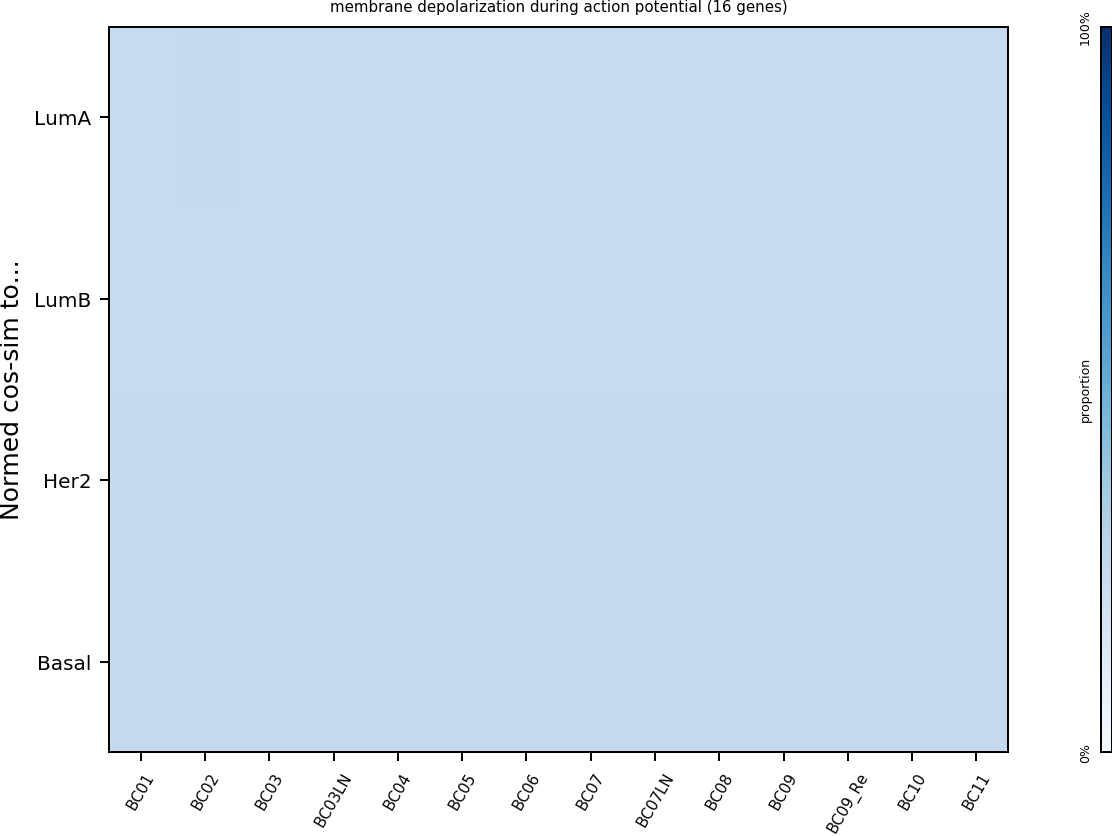 membrane depolarization during action potential (16 genes)
Normed cos-sim to...
LumA
LumB
Her2
Basal
BC01
BC02
BC03
BC03LN
BC04
BC05
BC06
BC07
BC07LN
BC08
BC09
BC09_Re
BC10
BC11
100%
proportion
0%